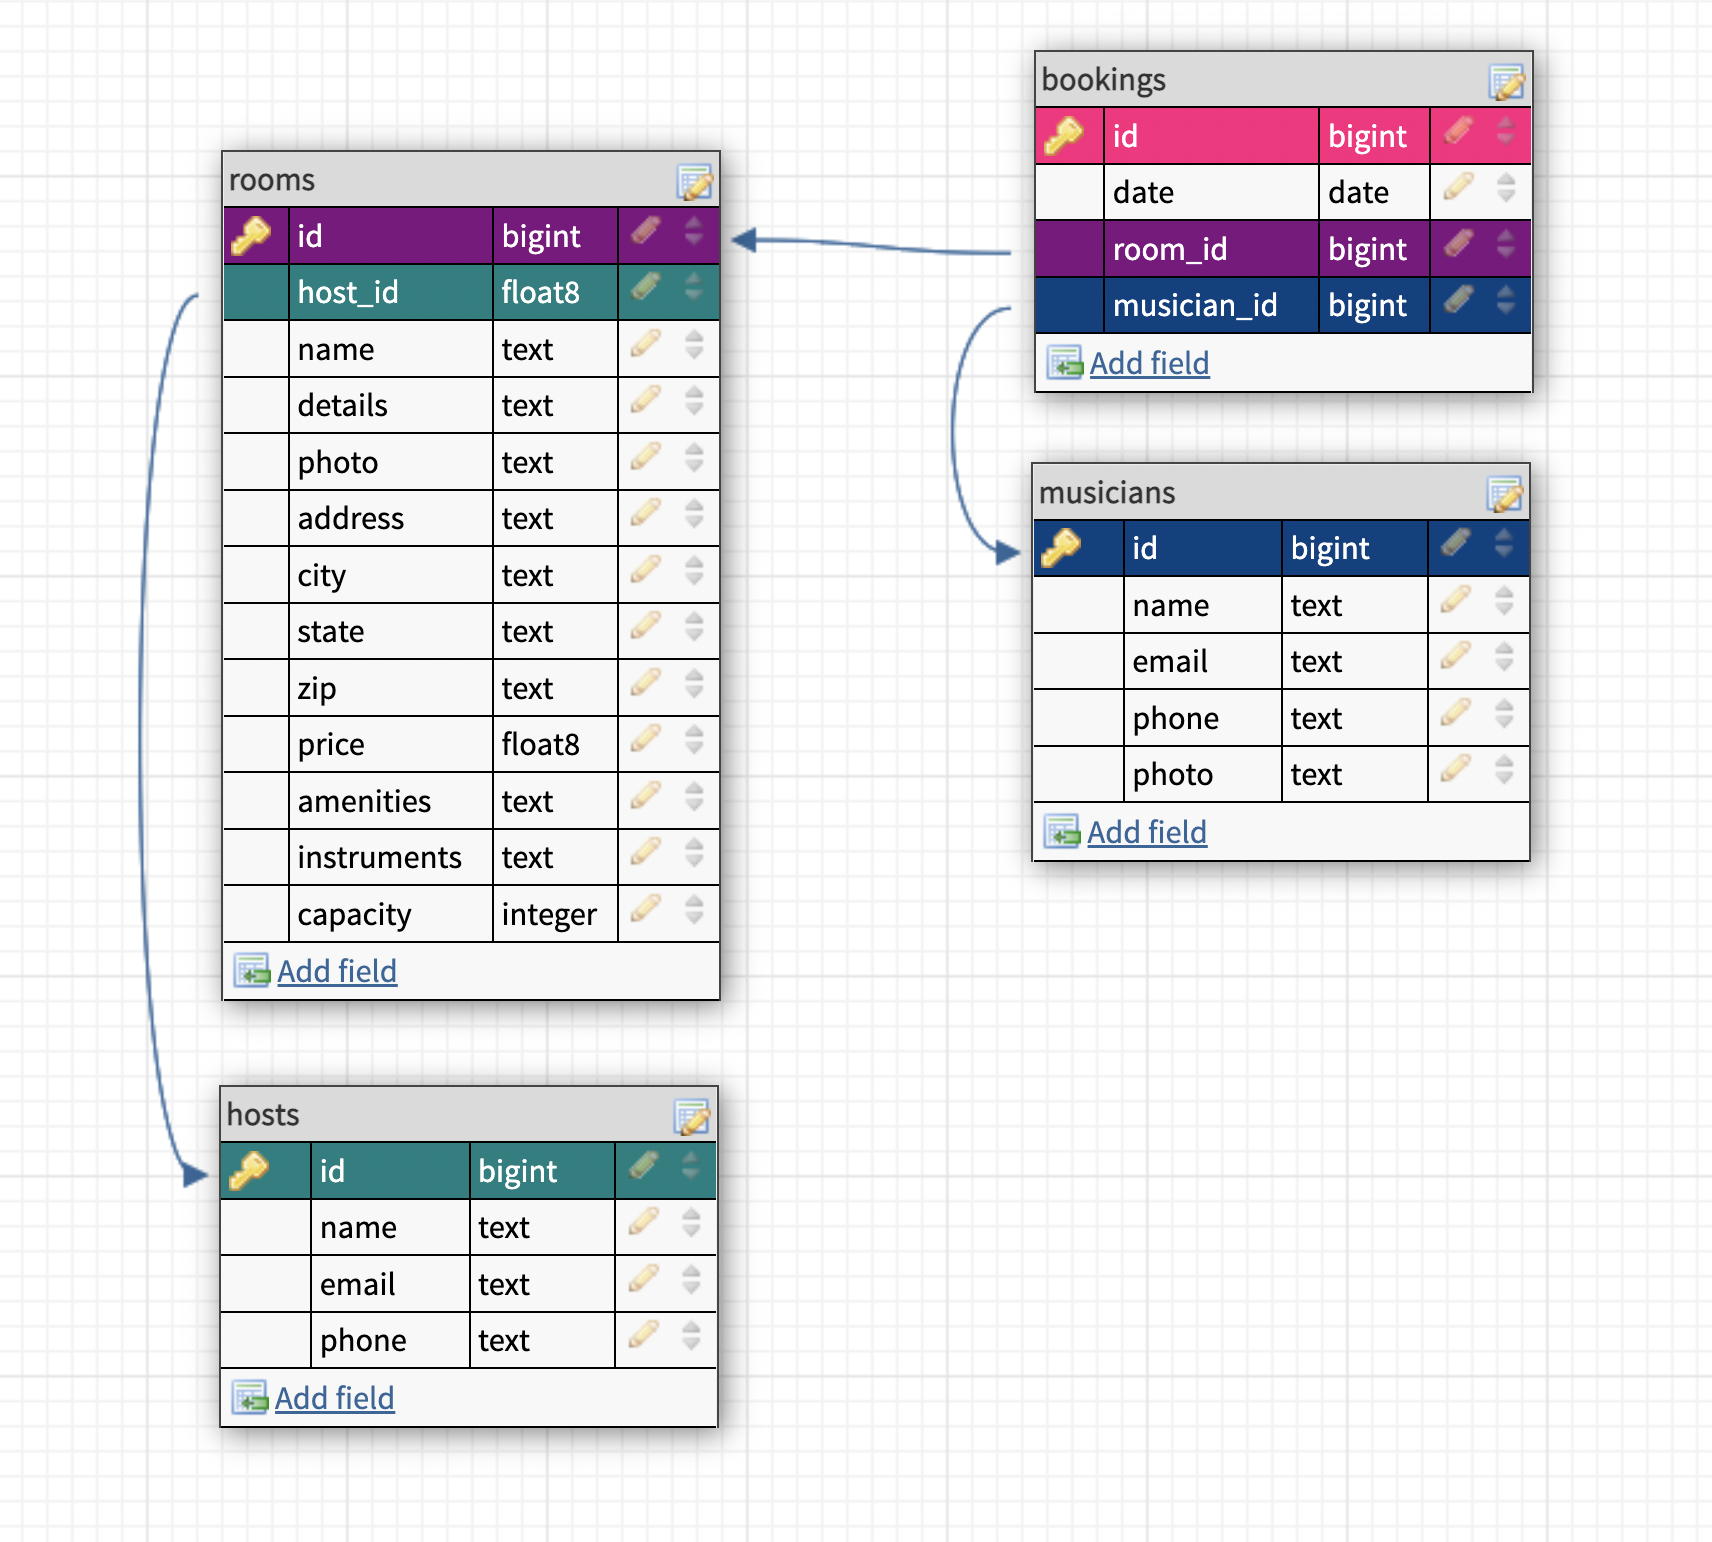 rooms
id bigint
host_id float8
name text
details text
photo text
address text
city text
state text
zip text
price float8
amenities text
instruments text
capacity integer
Add field
bookings
id bigint
date date
room_id bigint
musician_id bigint
Add field
musicians
id bigint
name text
email text
phone text
photo text
Add field
hosts
id bigint
name text
email text
phone text
Add field